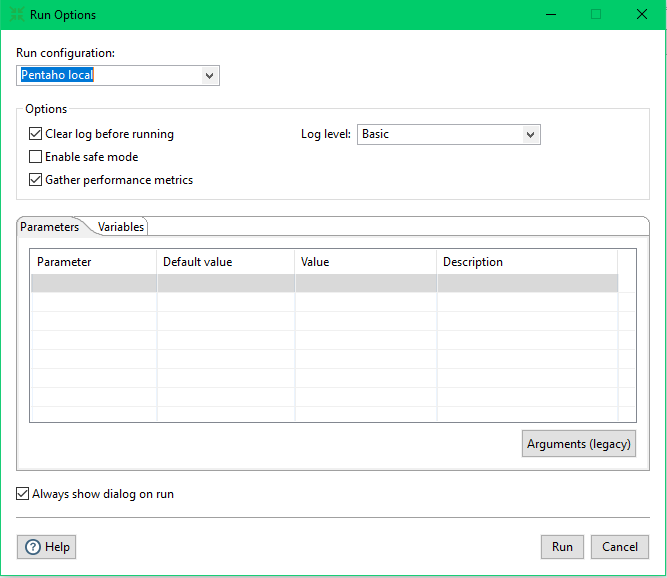 Run Options
Run configuration:
Pentaho local
Options
Clear log before running
Log level: Basic
Enable safe mode
Gather performance metrics
Parameters Variables
Parameter Default value Value Description
Arguments (legacy)
Always show dialog on run
Help Run Cancel